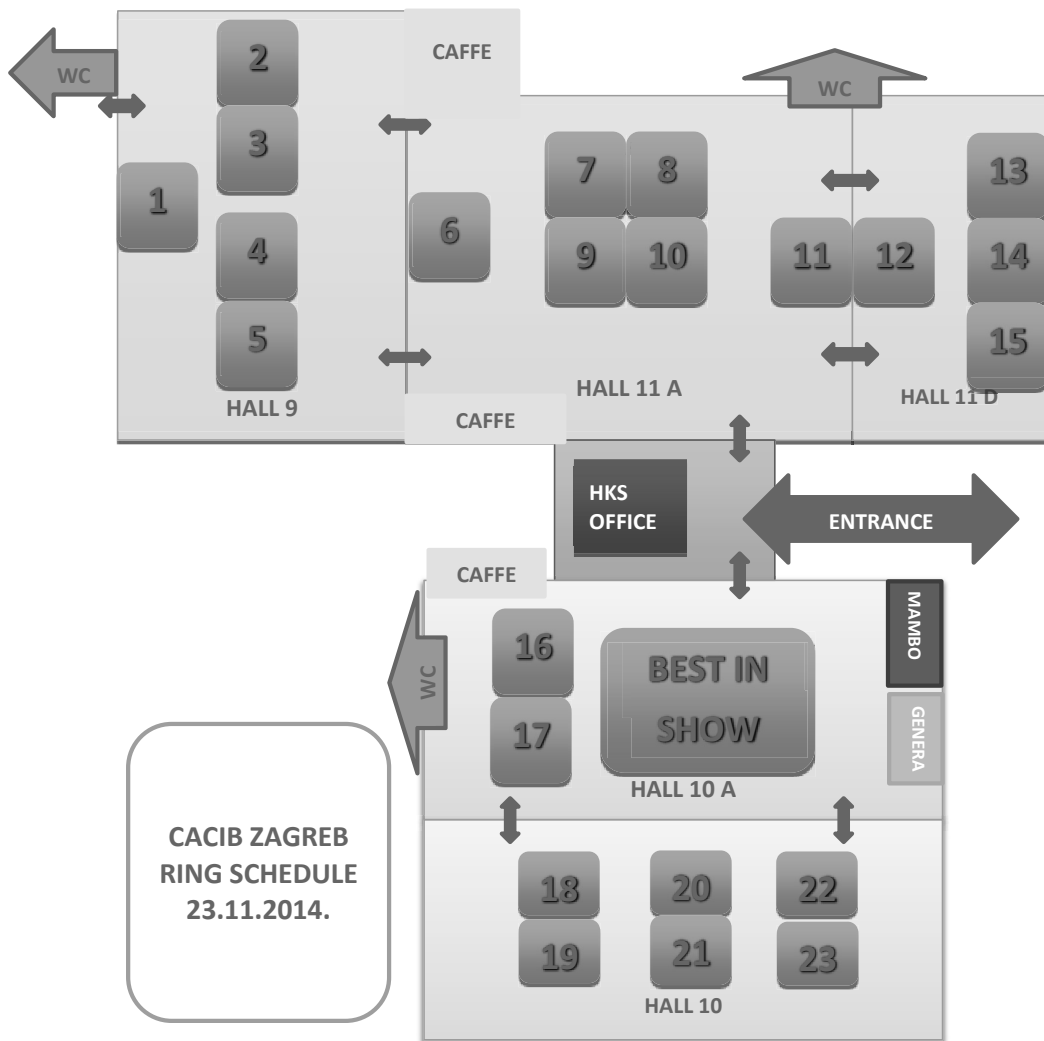 CAFFE
WC
2
WC
3
7
8
13
1
6
4
9
10
11
12
14
5
15
HALL 9
HALL 11 A
HALL 11 D
CAFFE
HKS
OFFICE
ENTRANCE
CAFFE
MAMBO
16
BEST IN
SHOW
WC
17
GENERA
HALL 10 A
CACIB ZAGREB
RING SCHEDULE
23.11.2014.
18
20
22
19
21
23
HALL 10